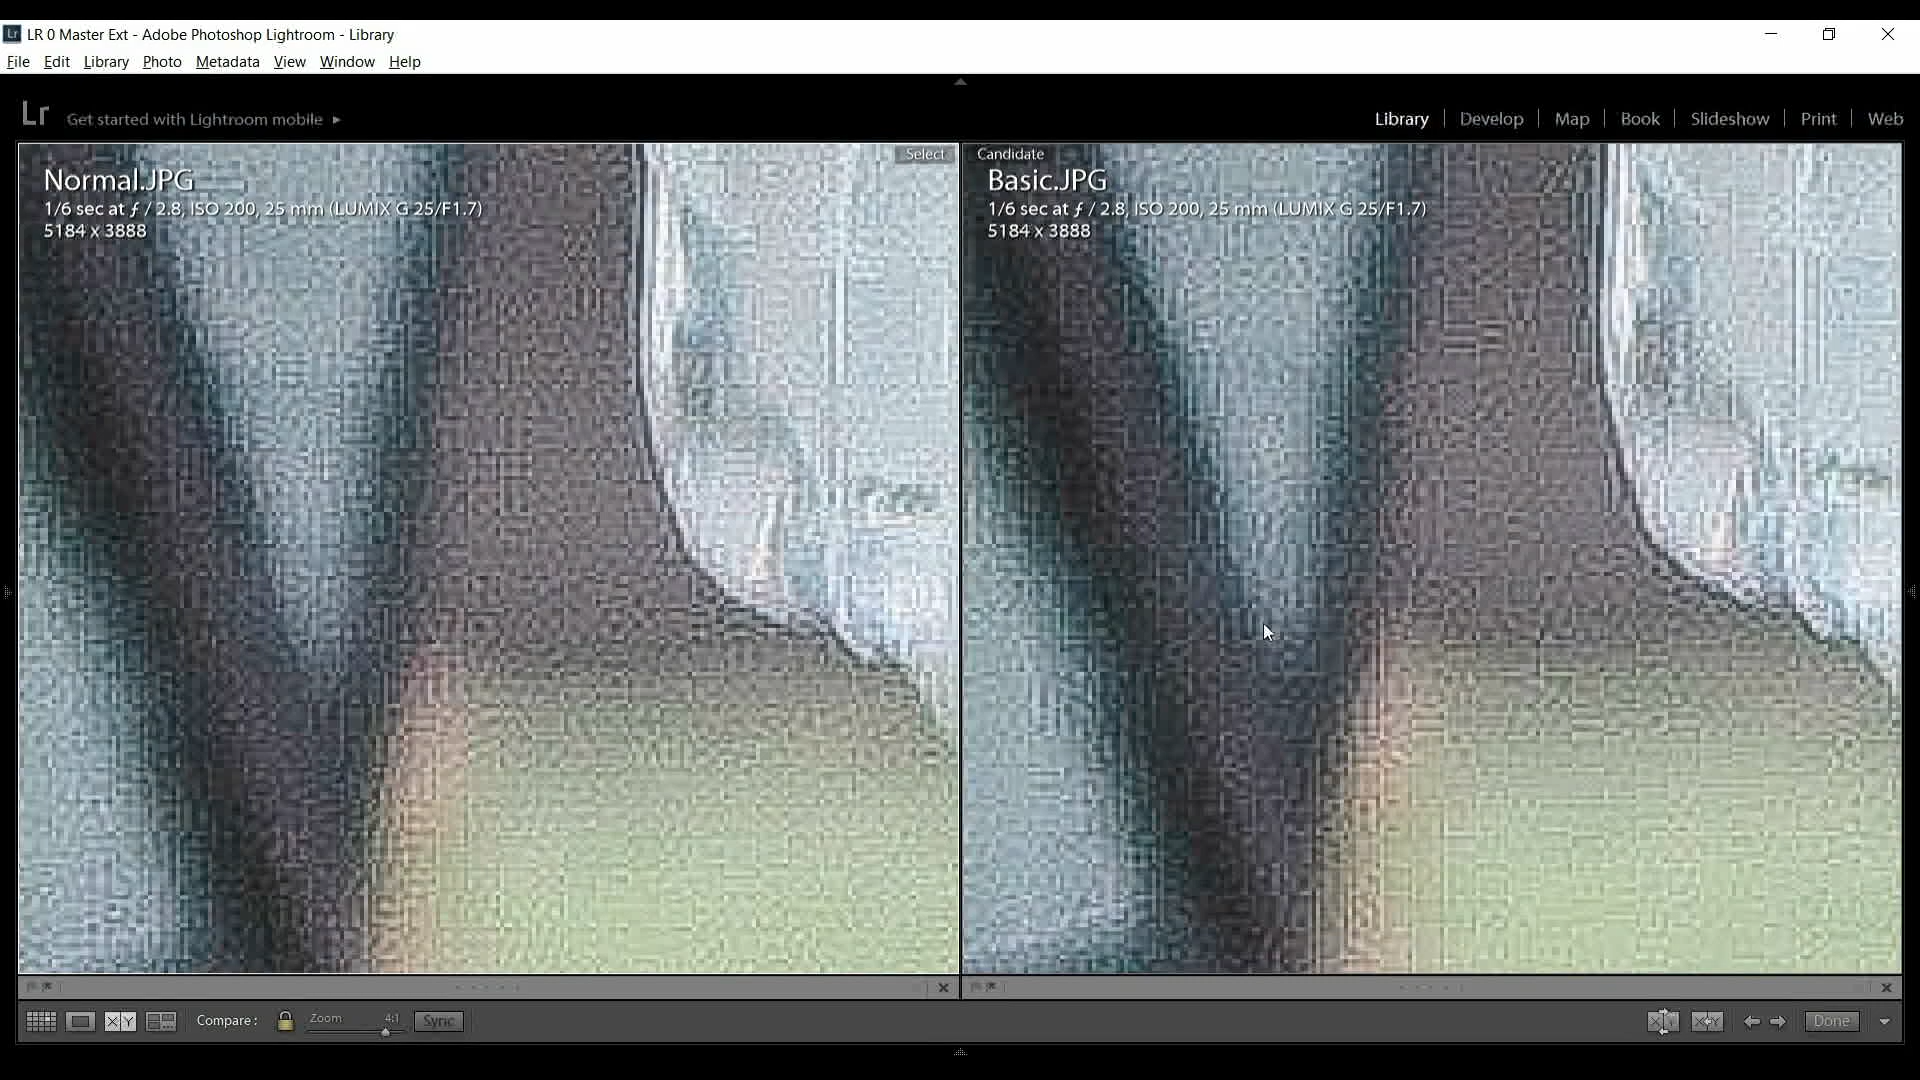 Lr LR 0 Master Ext - Adobe Photoshop Lightroom - Library
File Edit Library Photo Metadata View Window Help
Lr Get started with Lightroom mobile
Library Develop Map Book Slideshow Print Web
Select
Normal.JPG
1/6 sec at ƒ / 2.8, ISO 200, 25 mm (LUMIX G 25/F1.7)
5184 x 3888
Candidate
Basic.JPG
1/6 sec at ƒ / 2.8, ISO 200, 25 mm (LUMIX G 25/F1.7)
5184 x 3888
X Y Compare : Zoom 4:1 Sync X Y X Y Done